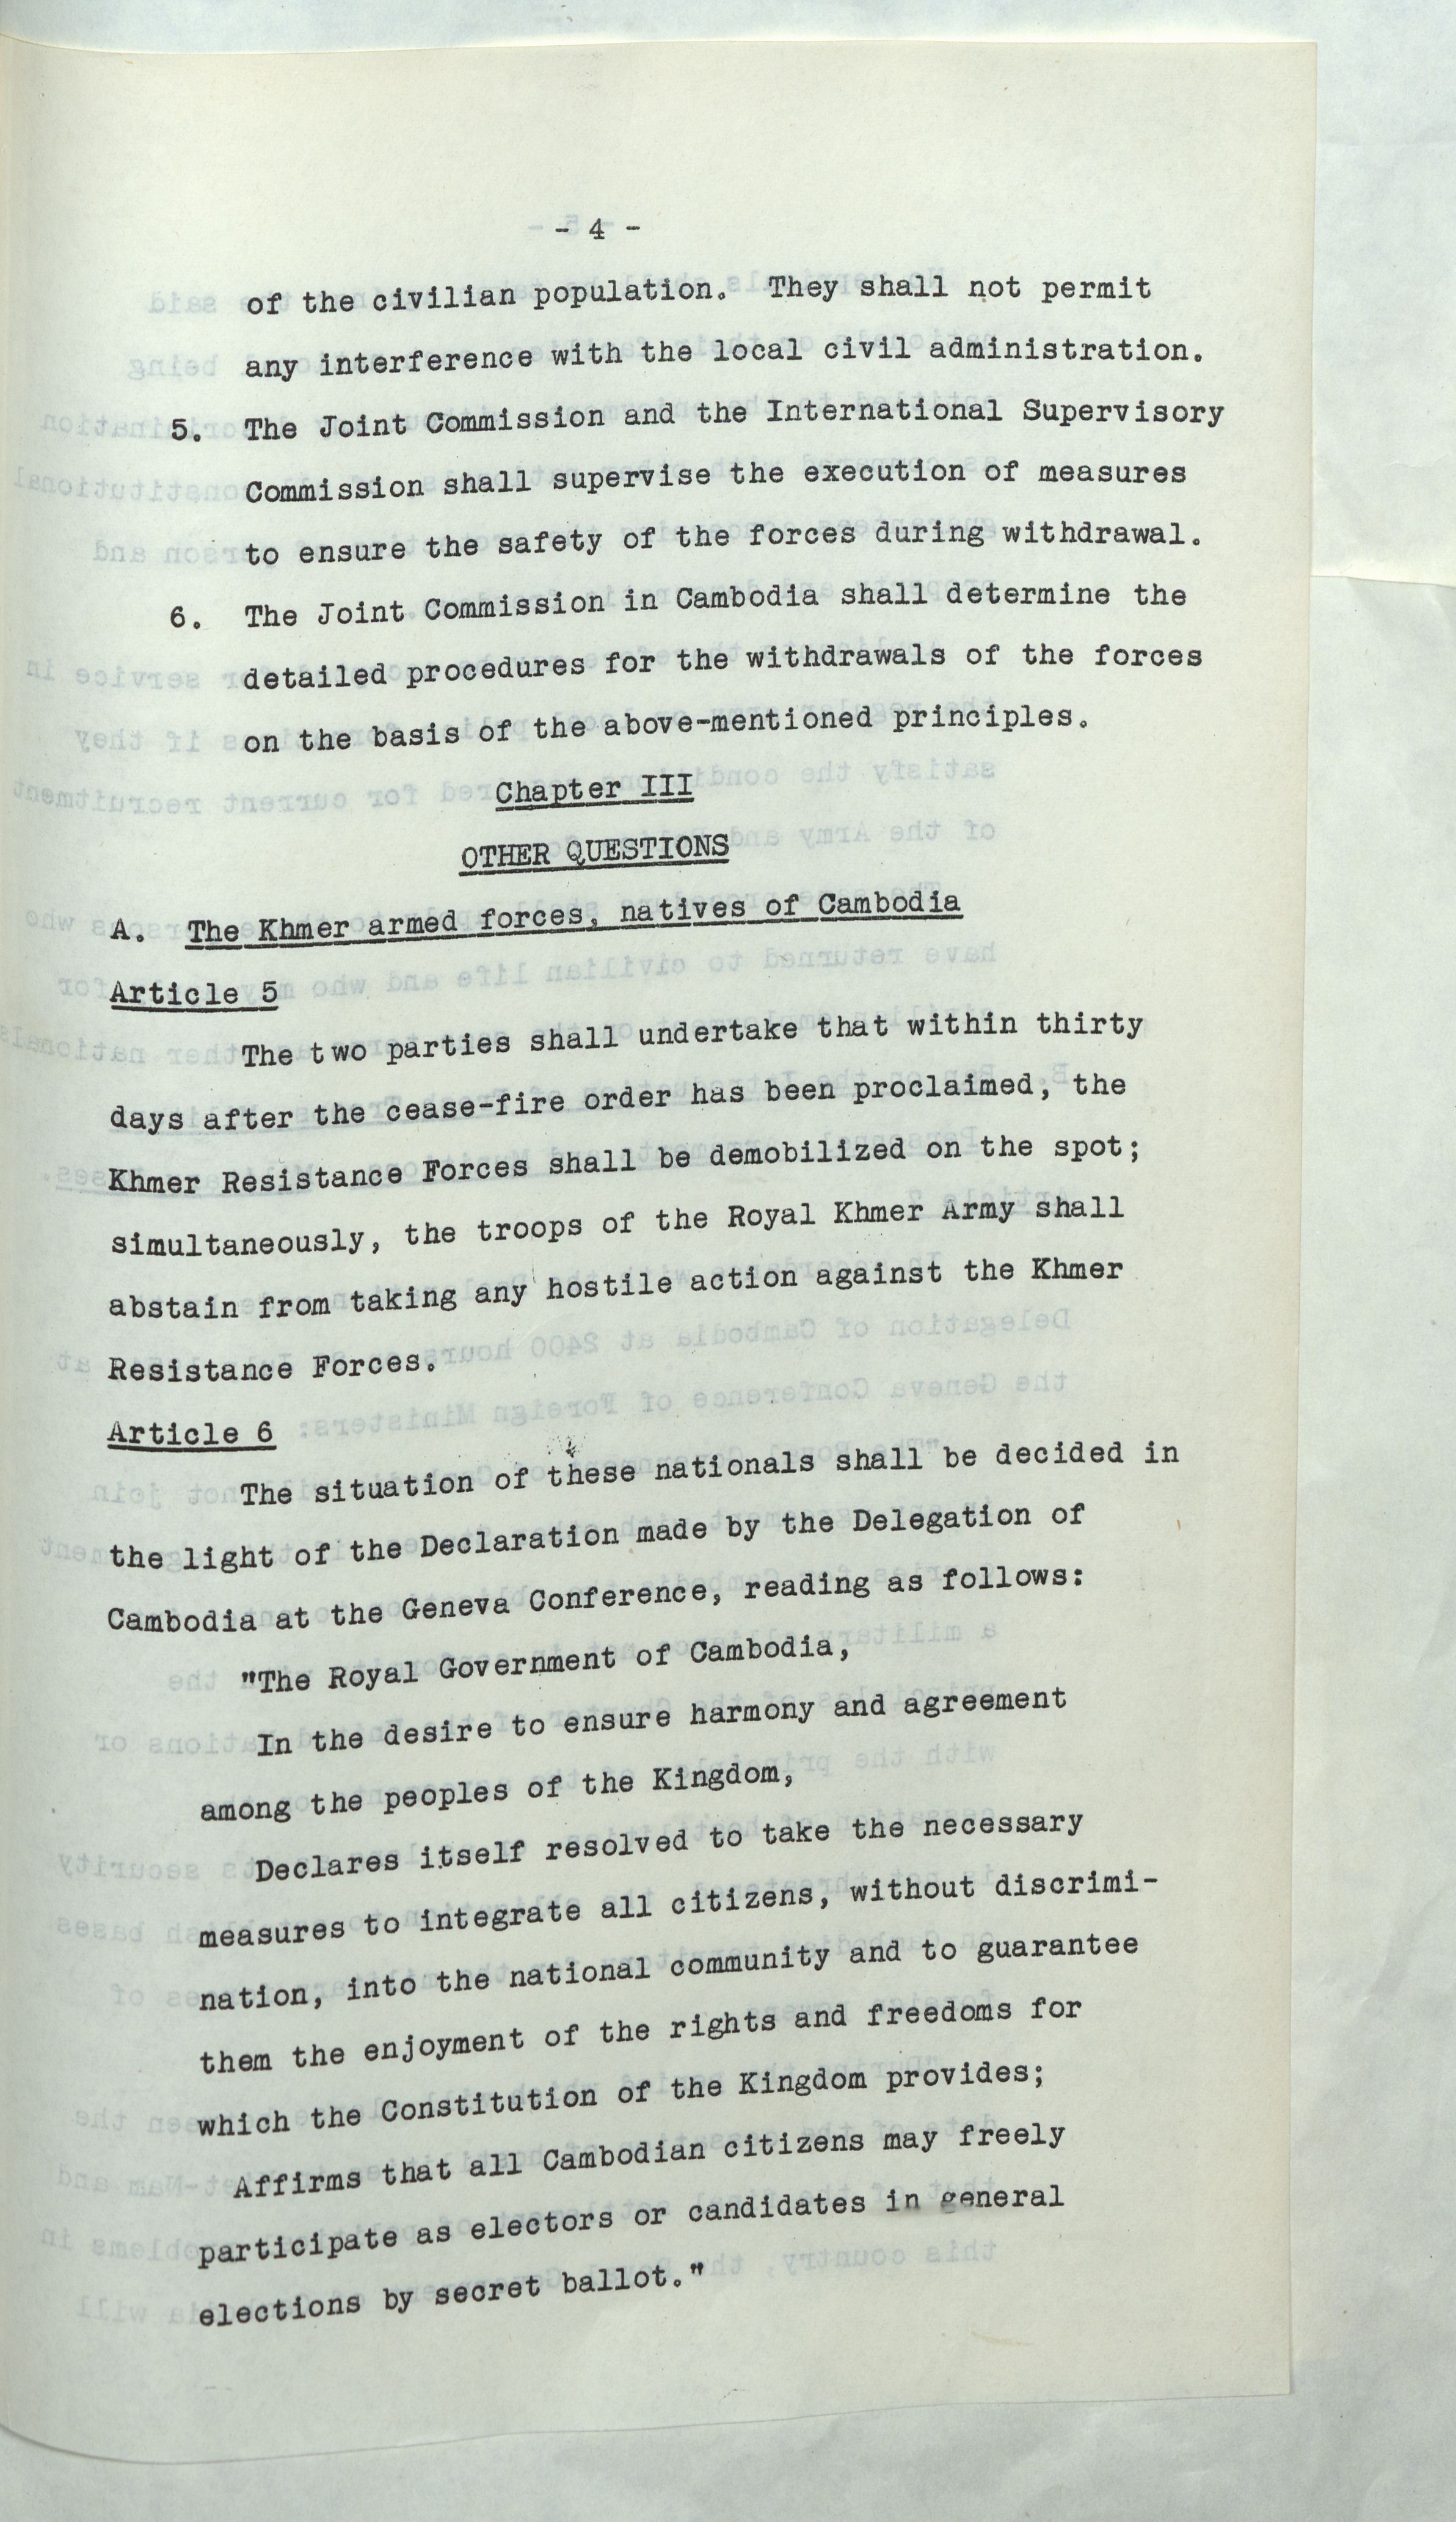 - 4 -
of the civilian population. They shall not permit
any interference with the local civil administration.
5. The Joint Commission and the International Supervisory
Commission shall supervise the execution of measures
to ensure the safety of the forces during withdrawal.
6. The Joint Commission in Cambodia shall determine the
detailed procedures for the withdrawals of the forces
on the basis of the above-mentioned principles.
Chapter III
OTHER QUESTIONS
A. The Khmer armed forces, natives of Cambodia
Article 5
The two parties shall undertake that within thirty
days after the cease-fire order has been proclaimed, the
Khmer Resistance Forces shall be demobilized on the spot;
simultaneously, the troops of the Royal Khmer Army shall
abstain from taking any hostile action against the Khmer
Resistance Forces.
Article 6
The situation of these nationals shall be decided in
the light of the Declaration made by the Delegation of
Cambodia at the Geneva Conference, reading as follows:
"The Royal Government of Cambodia,
In the desire to ensure harmony and agreement
among the peoples of the Kingdom,
Declares itself resolved to take the necessary
measures to integrate all citizens, without discrimi-
nation, into the national community and to guarantee
them the enjoyment of the rights and freedoms for
which the Constitution of the Kingdom provides;
Affirms that all Cambodian citizens may freely
participate as electors or candidates in general
elections by secret ballot."